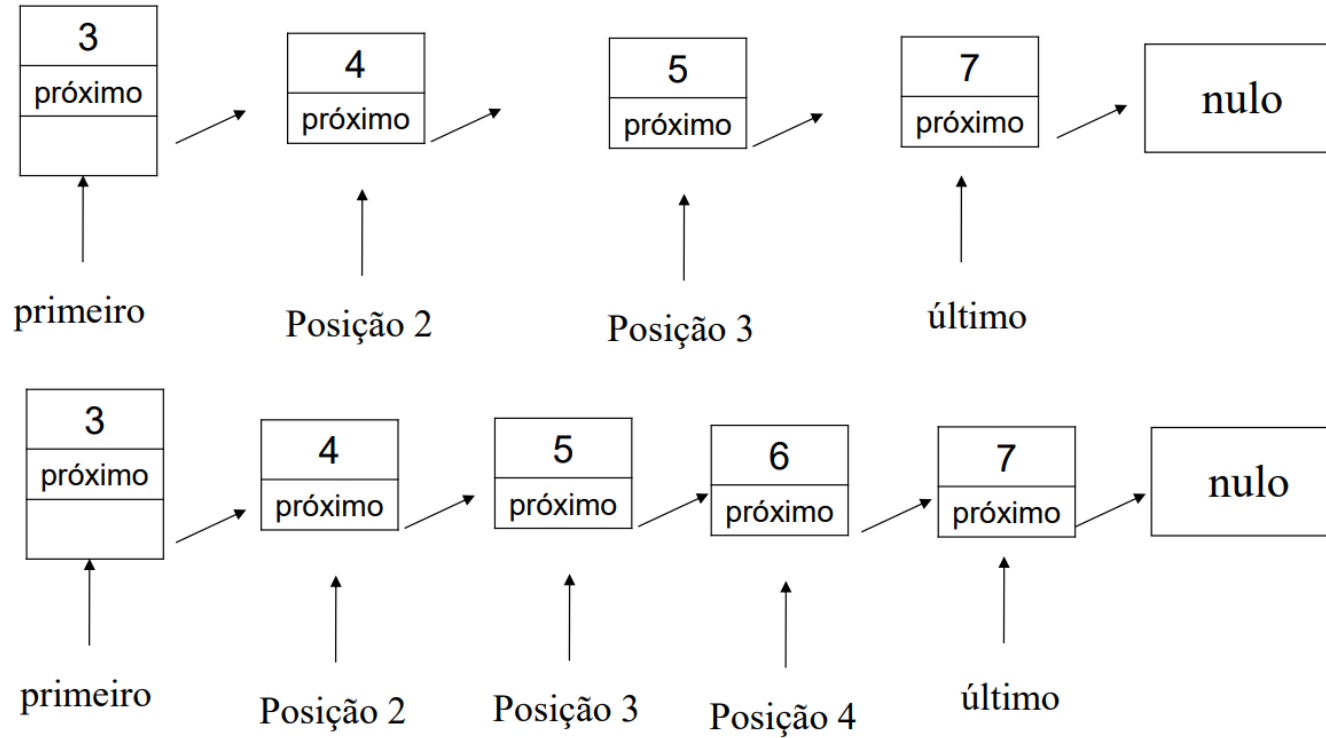 3
próximo
4
próximo
5
próximo
7
próximo
nulo
primeiro
Posição 2
Posição 3
último
3
próximo
4
próximo
5
próximo
6
próximo
7
próximo
nulo
primeiro
Posição 2
Posição 3
Posição 4
último